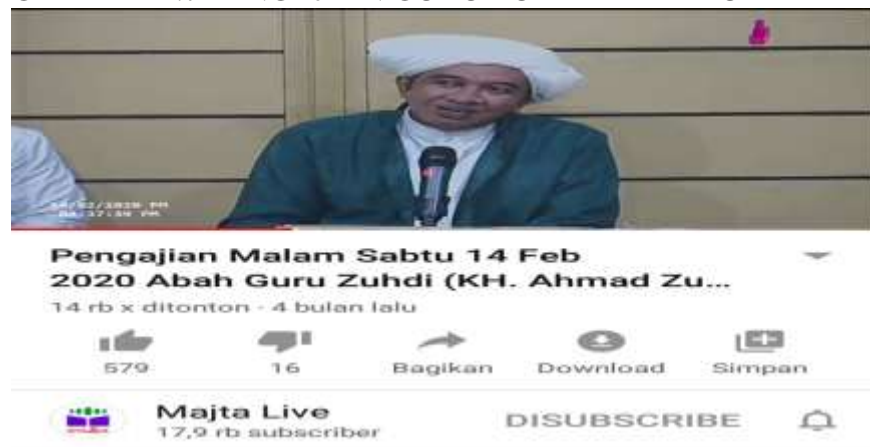 Pengajian Malam Sabtu 14 Feb
2020 Abah Guru Zuhdi (KH. Ahmad Zu...
14 rb x ditonton · 4 bulan lalu
579
16
Bagikan
Download
Simpan
Majta Live
DISUBSCRIBE
17,9 rb subscriber